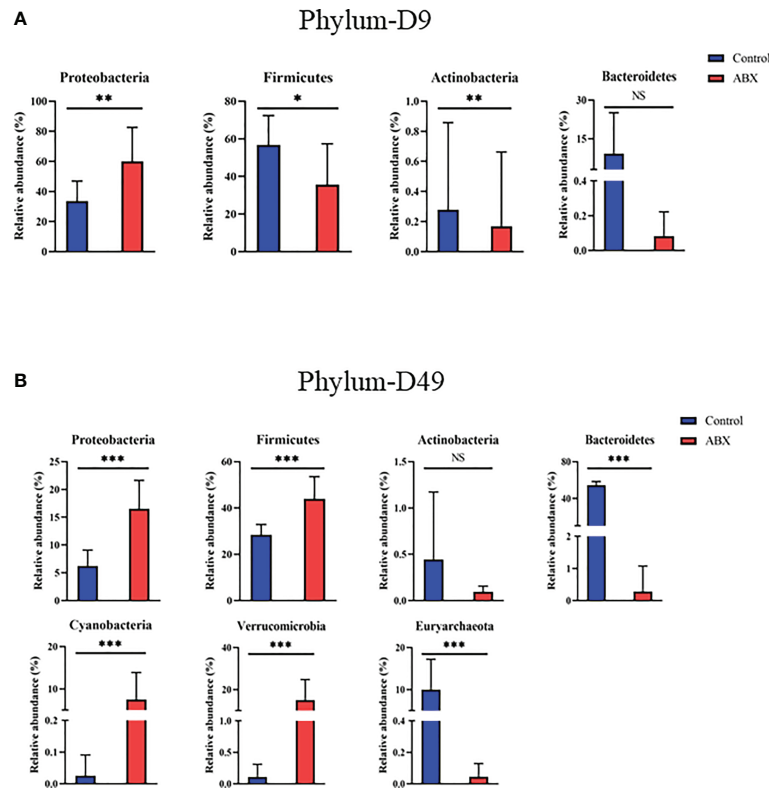 A
Phylum-D9
Control
ABX
Proteobacteria
**
Relative abundance (%)
100
80
60
40
20
0
Firmicutes
*
Relative abundance (%)
80
60
40
20
0
Actinobacteria
**
Relative abundance (%)
1.0
0.8
0.6
0.4
0.2
0.0
Bacteroidetes
NS
Relative abundance (%)
30
15
0.4
0.2
0.0
B
Phylum-D49
Control
ABX
Proteobacteria
***
Relative abundance (%)
25
20
15
10
5
0
Firmicutes
***
Relative abundance (%)
60
40
20
0
Actinobacteria
NS
Relative abundance (%)
1.5
1.0
0.5
0.0
Bacteroidetes
***
Relative abundance (%)
80
40
2
1
0
Cyanobacteria
***
Relative abundance (%)
20
10
0.2
0.1
0.0
Verrucomicrobia
***
Relative abundance (%)
40
20
1.0
0.5
0.0
Euryarchaeota
***
Relative abundance (%)
20
10
0.4
0.2
0.0